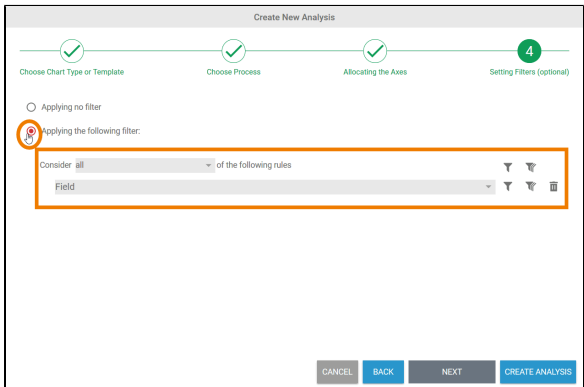 Create New Analysis
4
Choose Chart Type or Template Choose Process Allocating the Axes Setting Filters (optional)
Applying no filter
Applying the following filter:
Consider all of the following rules
Field
CANCEL BACK NEXT CREATE ANALYSIS